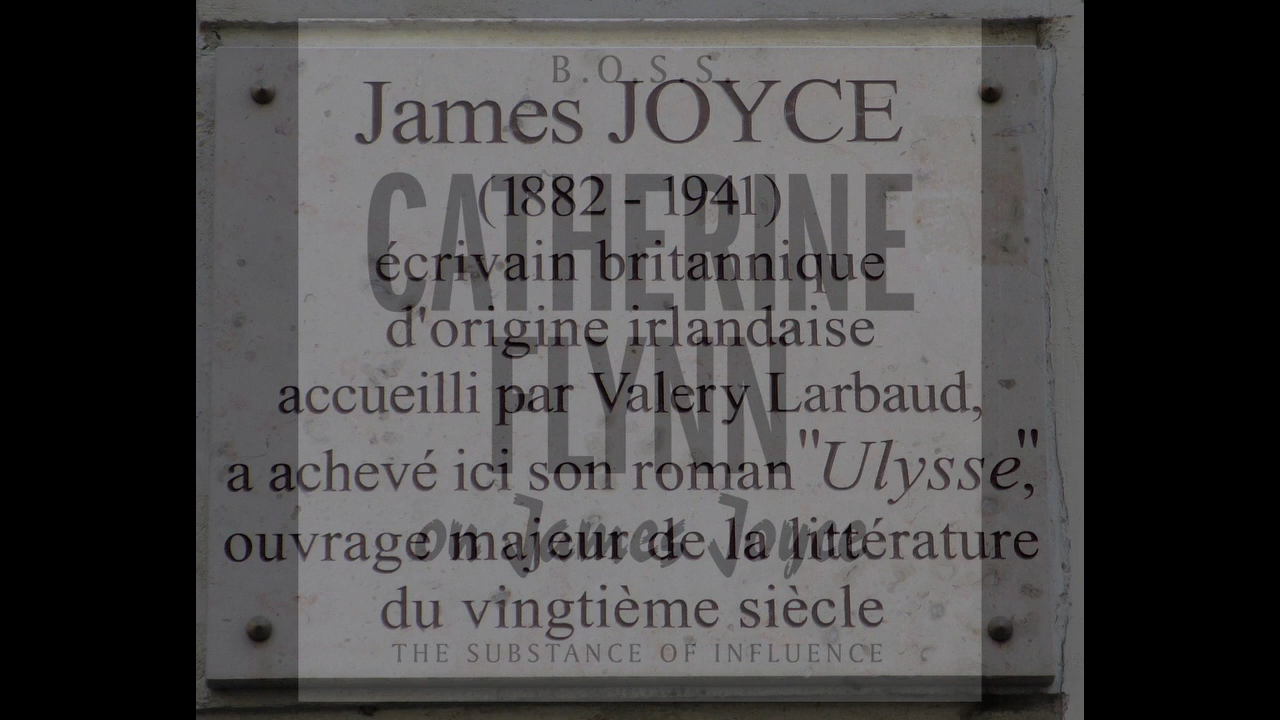 B.O.S.S.
James JOYCE
CATHERINE
(1882 - 1941)
écrivain britannique
d'origine irlandaise
FLYNN
accueilli par Valery Larbaud,
a achevé ici son roman "Ulysse",
on James Joyce
ouvrage majeur de la littérature
du vingtième siècle
THE SUBSTANCE OF INFLUENCE